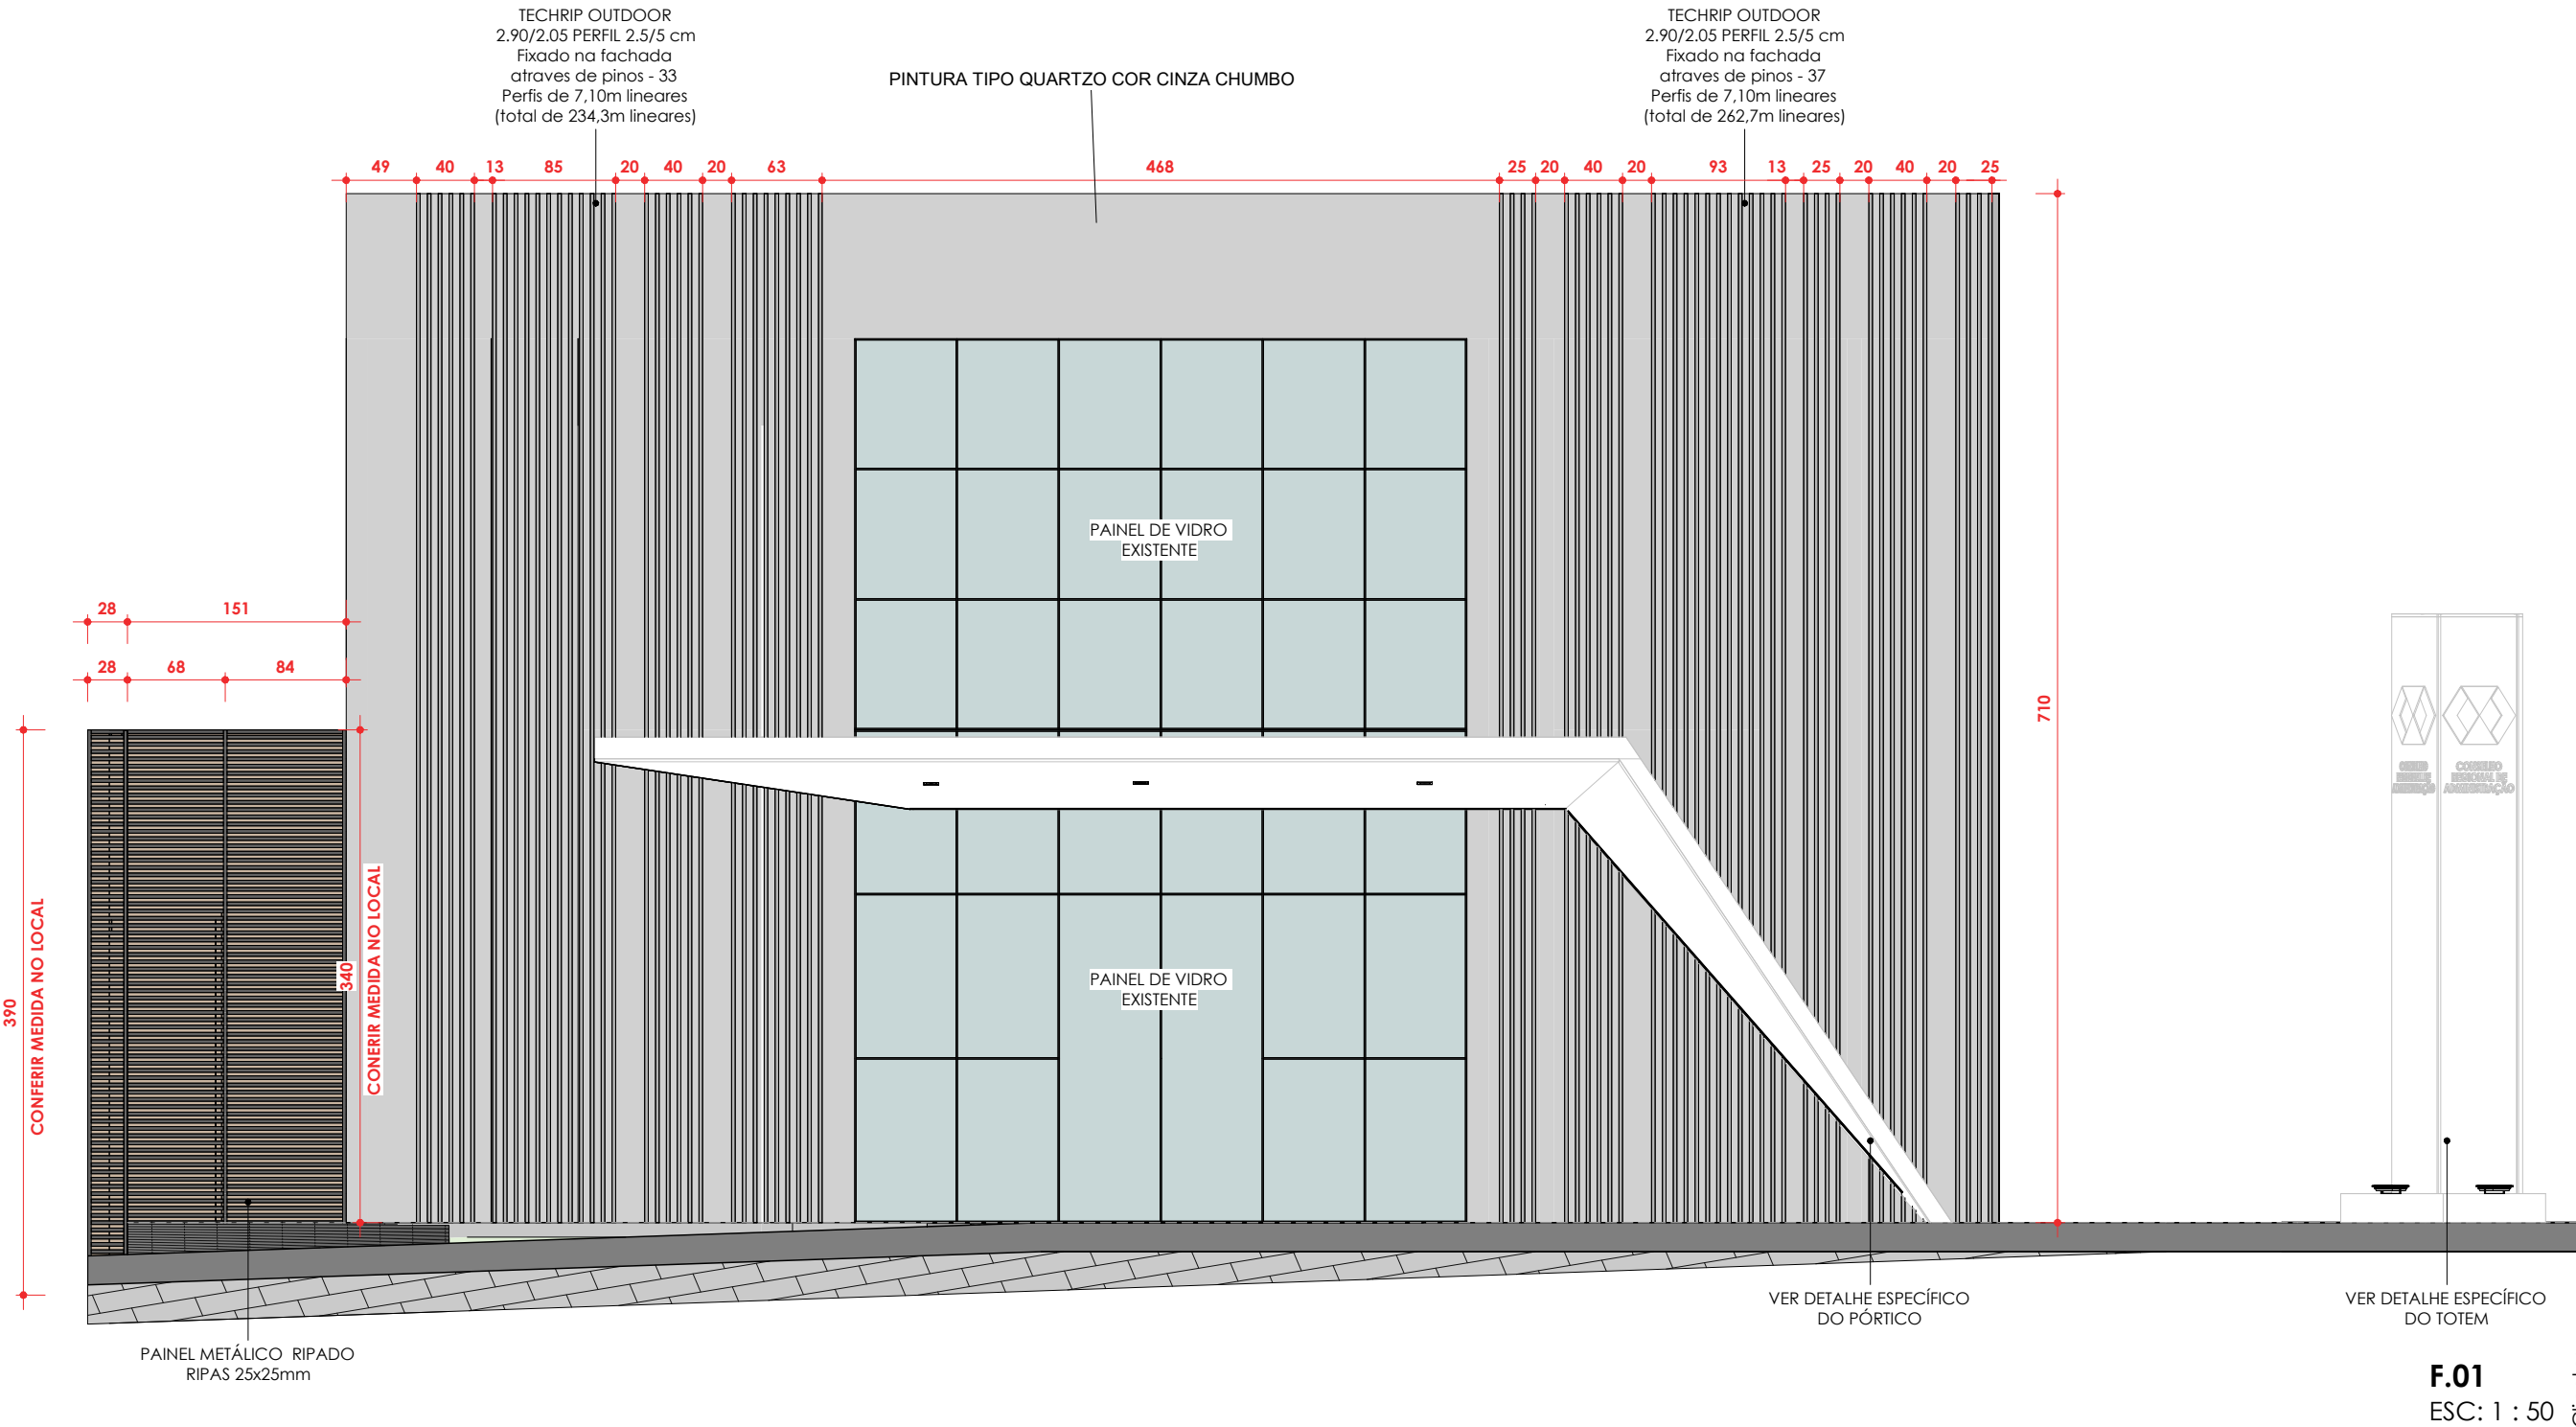 TECHRIP OUTDOOR
2.90/2.05 PERFIL 2.5/5 cm
Fixado na fachada
atraves de pinos - 33
Perfis de 7,10m lineares
(total de 234,3m lineares)
PINTURA TIPO QUARTZO COR CINZA CHUMBO
TECHRIP OUTDOOR
2.90/2.05 PERFIL 2.5/5 cm
Fixado na fachada
atraves de pinos - 37
Perfis de 7,10m lineares
(total de 262,7m lineares)
49 40 13 85 20 40 20 63 468 25 20 40 20 93 13 25 20 40 20 25
PAINEL DE VIDRO
EXISTENTE
28 151
28 68 84
710
390
CONFERIR MEDIDA NO LOCAL
340
CONERIR MEDIDA NO LOCAL
PAINEL DE VIDRO
EXISTENTE
CONSELHO
REGIONAL DE
ADMINISTRAÇÃO
VER DETALHE ESPECÍFICO
DO PÓRTICO
VER DETALHE ESPECÍFICO
DO TOTEM
PAINEL METÁLICO RIPADO
RIPAS 25x25mm
F.01
ESC: 1 : 50